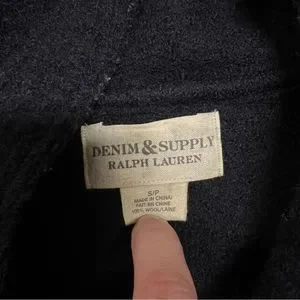 DENIM & SUPPLY
RALPH LAUREN
S/P
MADE IN CHINA/
FAIT EN CHINE
100% WOOL/LAINE